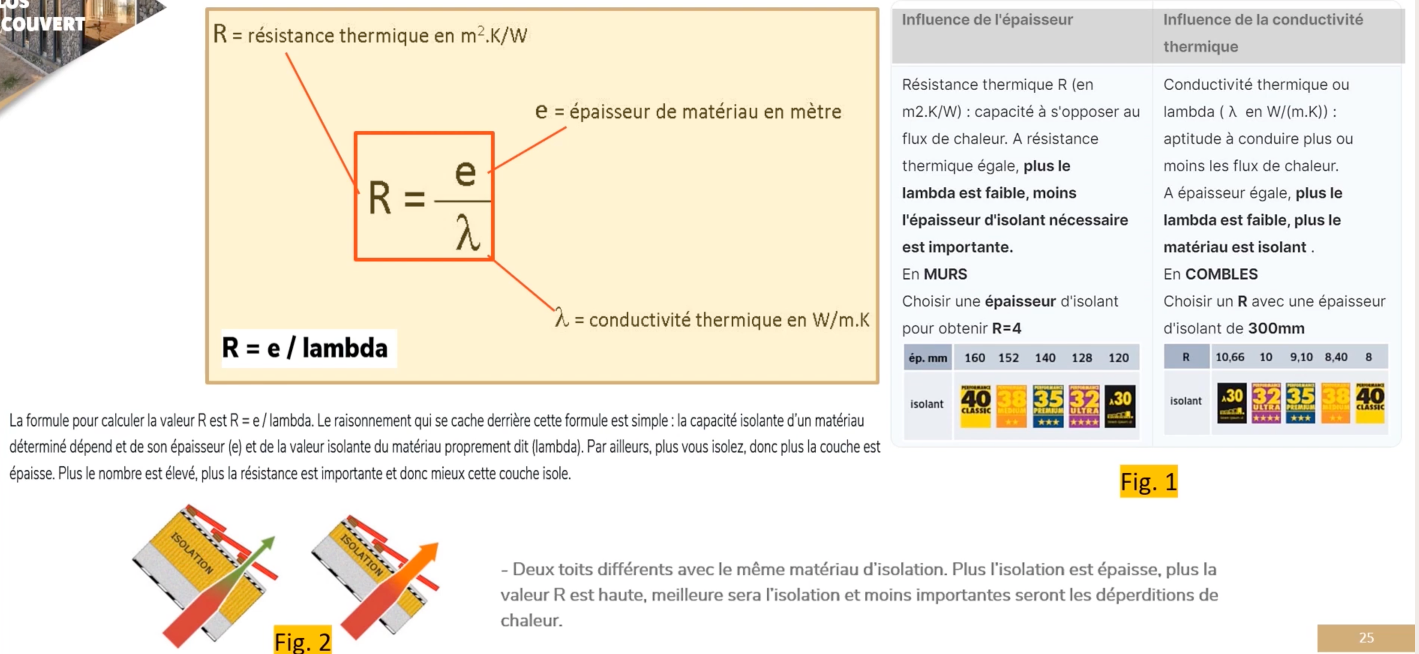 COUVERT
R = résistance thermique en m².K/W
e = épaisseur de matériau en mètre
R = e
λ
λ = conductivité thermique en W/m.K
R = e / lambda
La formule pour calculer la valeur R est R = e / lambda. Le raisonnement qui se cache derrière cette formule est simple : la capacité isolante d'un matériau
déterminé dépend et de son épaisseur (e) et de la valeur isolante du matériau proprement dit (lambda). Par ailleurs, plus vous isolez, donc plus la couche est
épaisse. Plus le nombre est élevé, plus la résistance est importante et donc mieux cette couche isole.
Influence de l'épaisseur
Résistance thermique R (en
m2.K/W) : capacité à s'opposer au
flux de chaleur. A résistance
thermique égale, plus le
lambda est faible, moins
l'épaisseur d'isolant nécessaire
est importante.
En MURS
Choisir une épaisseur d'isolant
pour obtenir R=4
ép. mm 160 152 140 128 120
isolant
PERFORMANCE 40 CLASSIC
38
PERFORMANCE 35 PREMIUM
PERFORMANCE 32 ULTRA
λ30
Influence de la conductivité
thermique
Conductivité thermique ou
lambda ( λ en W/(m.K)) :
aptitude à conduire plus ou
moins les flux de chaleur.
A épaisseur égale, plus le
lambda est faible, plus le
matériau est isolant .
En COMBLES
Choisir un R avec une épaisseur
d'isolant de 300mm
R 10,66 10 9,10 8,40 8
isolant
λ30
PERFORMANCE 32 ULTRA
PERFORMANCE 35 PREMIUM
38
PERFORMANCE 40 CLASSIC
Fig. 1
ISOLATION
ISOLATION
Fig. 2
- Deux toits différents avec le même matériau d'isolation. Plus l'isolation est épaisse, plus la
valeur R est haute, meilleure sera l'isolation et moins importantes seront les déperditions de
chaleur.
25